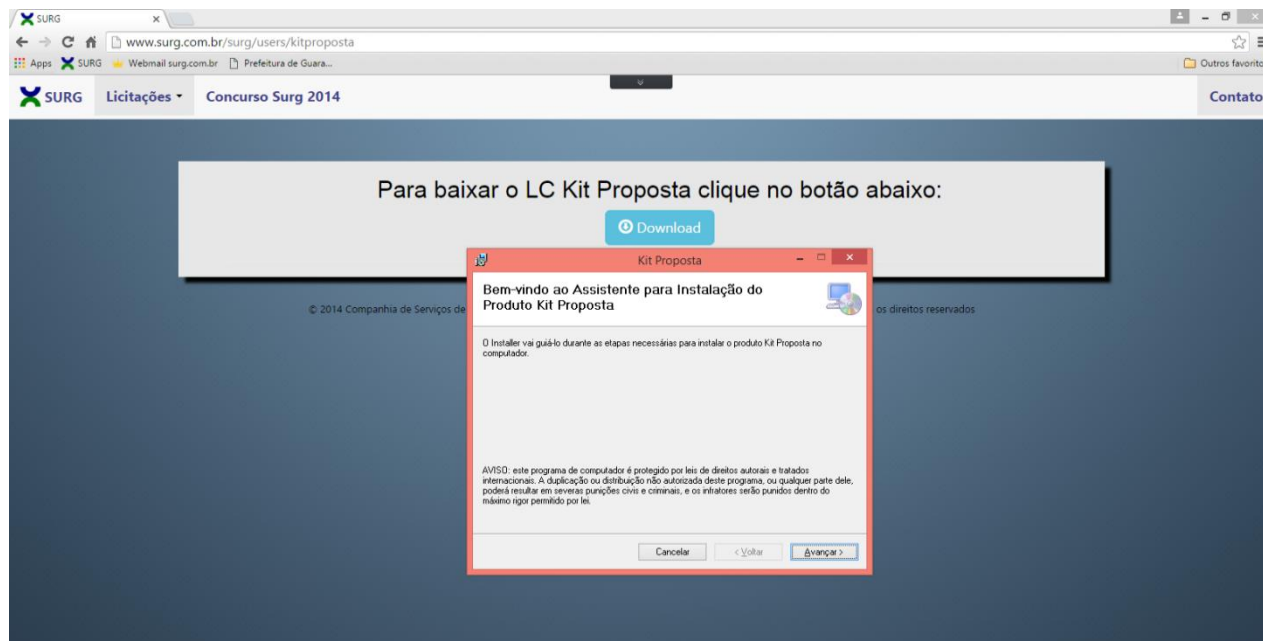 SURG
www.surg.com.br/surg/users/kitproposta
Apps SURG Webmail surg.com.br Prefeitura de Guara... Outros favorito
SURG Licitações Concurso Surg 2014 Contato
Para baixar o LC Kit Proposta clique no botão abaixo:
Download
Kit Proposta
Bem-vindo ao Assistente para Instalação do
Produto Kit Proposta
© 2014 Companhia de Serviços de os direitos reservados
O Installer vai guiá-lo durante as etapas necessárias para instalar o produto Kit Proposta no
computador.
AVISO: este programa de computador é protegido por leis de direitos autorais e tratados
internacionais. A duplicação ou distribuição não autorizada deste programa, ou qualquer parte dele,
poderá resultar em severas punições civis e criminais, e os infratores serão punidos dentro do
máximo rigor permitido por lei.
Cancelar < Voltar Avançar >